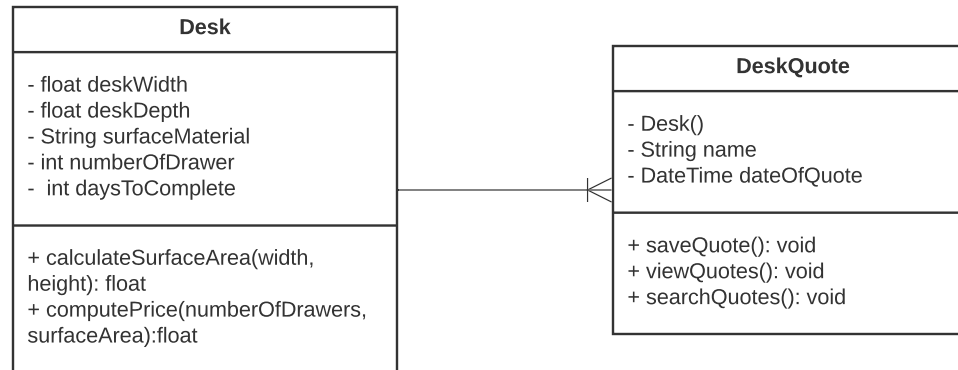 Desk
- float deskWidth
- float deskDepth
- String surfaceMaterial
- int numberOfDrawer
-  int daysToComplete
+ calculateSurfaceArea(width,
height): float
+ computePrice(numberOfDrawers,
surfaceArea):float
DeskQuote
- Desk()
- String name
- DateTime dateOfQuote
+ saveQuote(): void
+ viewQuotes(): void
+ searchQuotes(): void